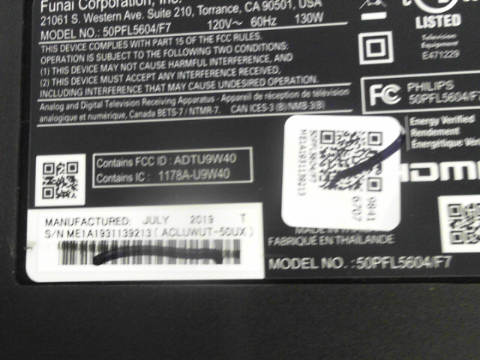 Funai Corporation, Inc.
21061 S. Western Ave. Suite 210, Torrance, CA 90501, USA
MODEL NO.: 50PFL5604/F7 120V~ 60Hz 130W
THIS DEVICE COMPLIES WITH PART 15 OF THE FCC RULES.
OPERATION IS SUBJECT TO THE FOLLOWING TWO CONDITIONS:
(1) THIS DEVICE MAY NOT CAUSE HARMFUL INTERFERENCE, AND
(2) THIS DEVICE MUST ACCEPT ANY INTERFERENCE RECEIVED,
INCLUDING INTERFERENCE THAT MAY CAUSE UNDESIRED OPERATION.
Analog and Digital Television Receiving Apparatus - Appareil de réception de télévision
analogique et numérique, Canada BETS-7 / NTMR-7. CAN ICES-3 (B)/NMB-3(B)
UL
LISTED
Television
Equipment
E471229
FC
PHILIPS
50PFL5604/F7
Energy Verified
Rendement
Énergétique
HDMI
Contains FCC ID : ADTU9W40
Contains IC : 1178A-U9W40
ME1A1931139213
9841
6707
MANUFACTURED: JULY 2019 T
S/N ME1A1931139213 (ACLUWUT-50UX)
MADE IN
FABRIQUÉ EN THAÏLANDE
MODEL NO. :50PFL5604/F7